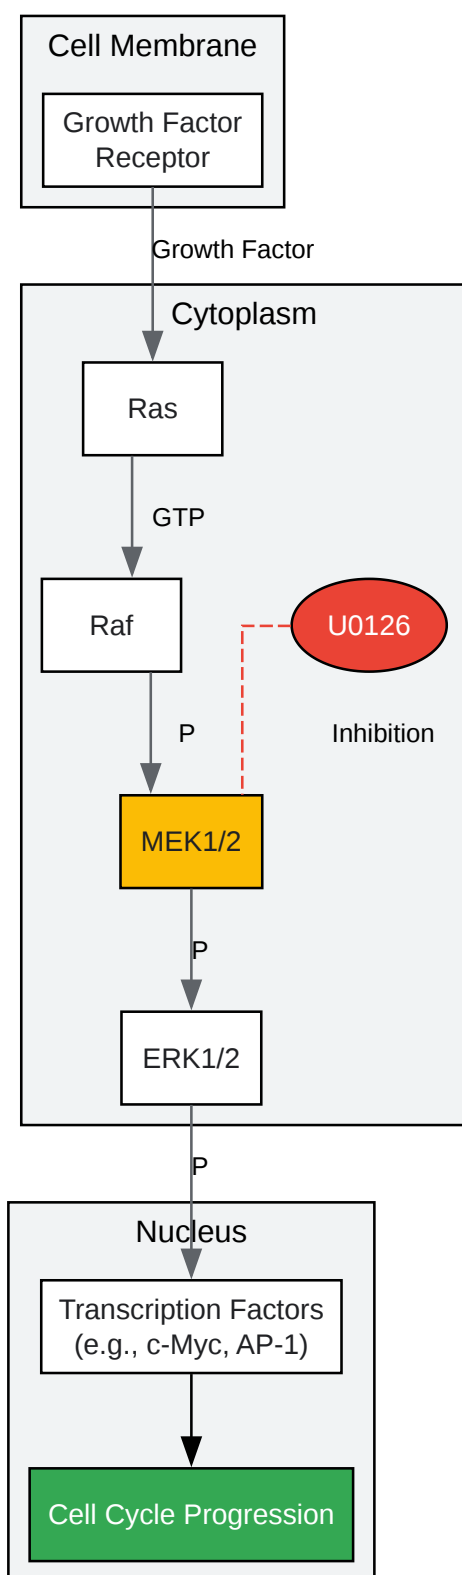 Cell Membrane
Growth Factor
Receptor
Growth Factor
Cytoplasm
Ras
GTP
Raf
U0126
P
Inhibition
MEK1/2
P
ERK1/2
P
Nucleus
Transcription Factors
(e.g., c-Myc, AP-1)
Cell Cycle Progression